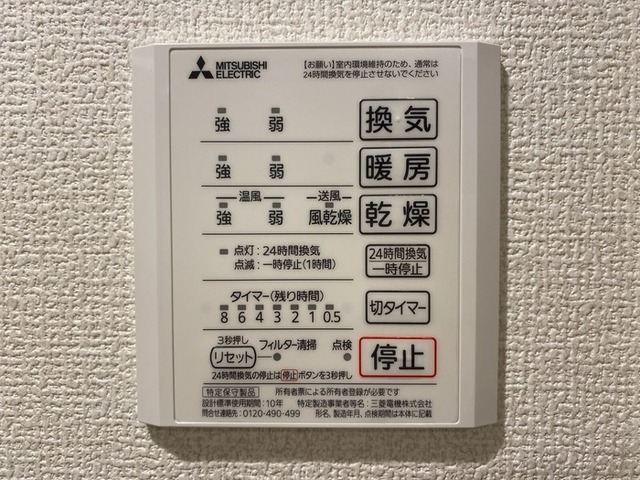 MITSUBISHI ELECTRIC
【お願い】室内環境維持のため、通常は
24時間換気を停止させないでください
強 弱 換気
強 弱 暖房
温風 送風
強 弱 風乾燥 乾燥
点灯:24時間換気
点滅:一時停止(1時間)
24時間換気
一時停止
タイマー(残り時間)
8 6 4 3 2 1 0.5
切タイマー
3秒押し
リセット フィルター清掃 点検
停止
24時間換気の停止は停止ボタンを3秒押し
特定保守製品 所有者票による所有者登録が必要です
設計標準使用期間:10年 特定製造事業者等名:三菱電機株式会社
問合せ連絡先:0120-490-499 形名、製造年月、点検期間は本体に記載